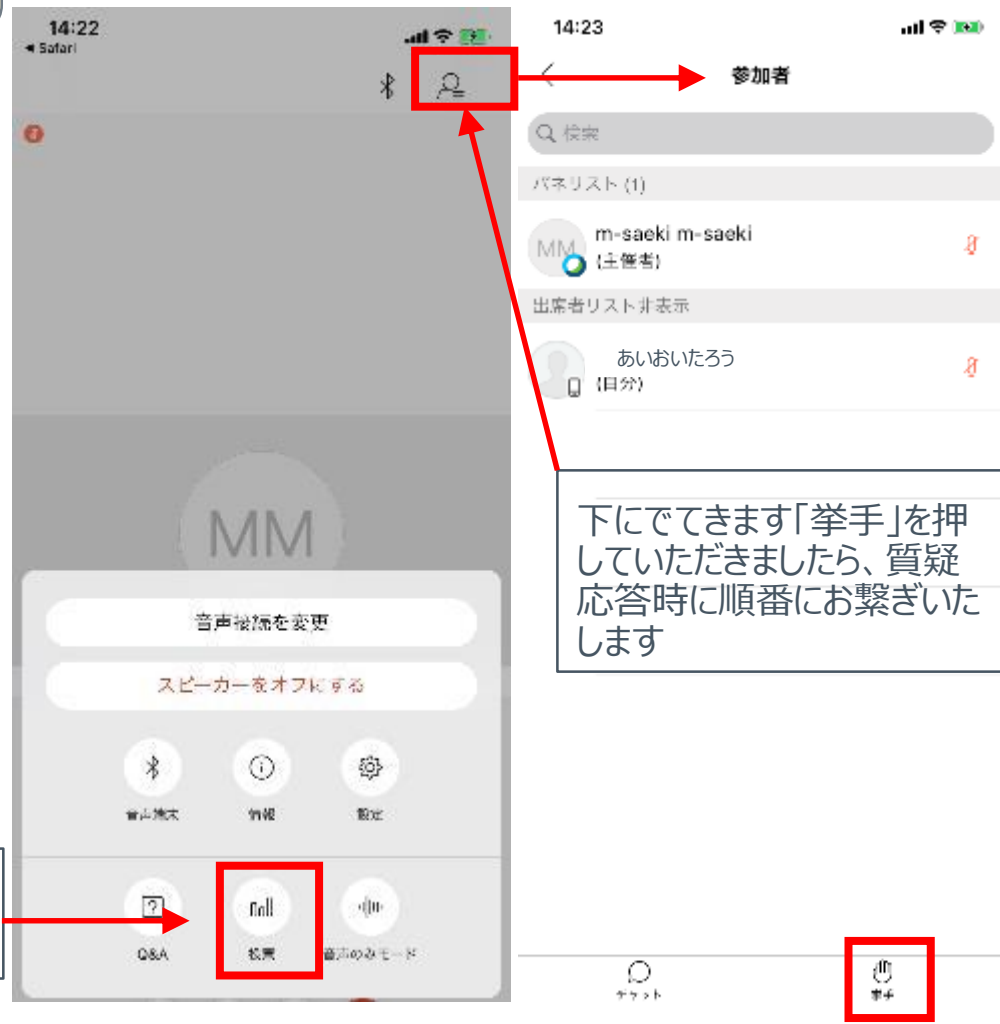 14:22
Safari
MM
音声接続を変更
スピーカーをオフにする
音声端末
情報
設定
Q&A
投票
音声のみモード
14:23
参加者
検索
パネリスト (1)
MM
m-saeki m-saeki
(主催者)
出席者リスト非表示
あいおいたろう
(自分)
下にでてきます「挙手」を押
していただきましたら、質疑
応答時に順番にお繋ぎいた
します
チャット
挙手